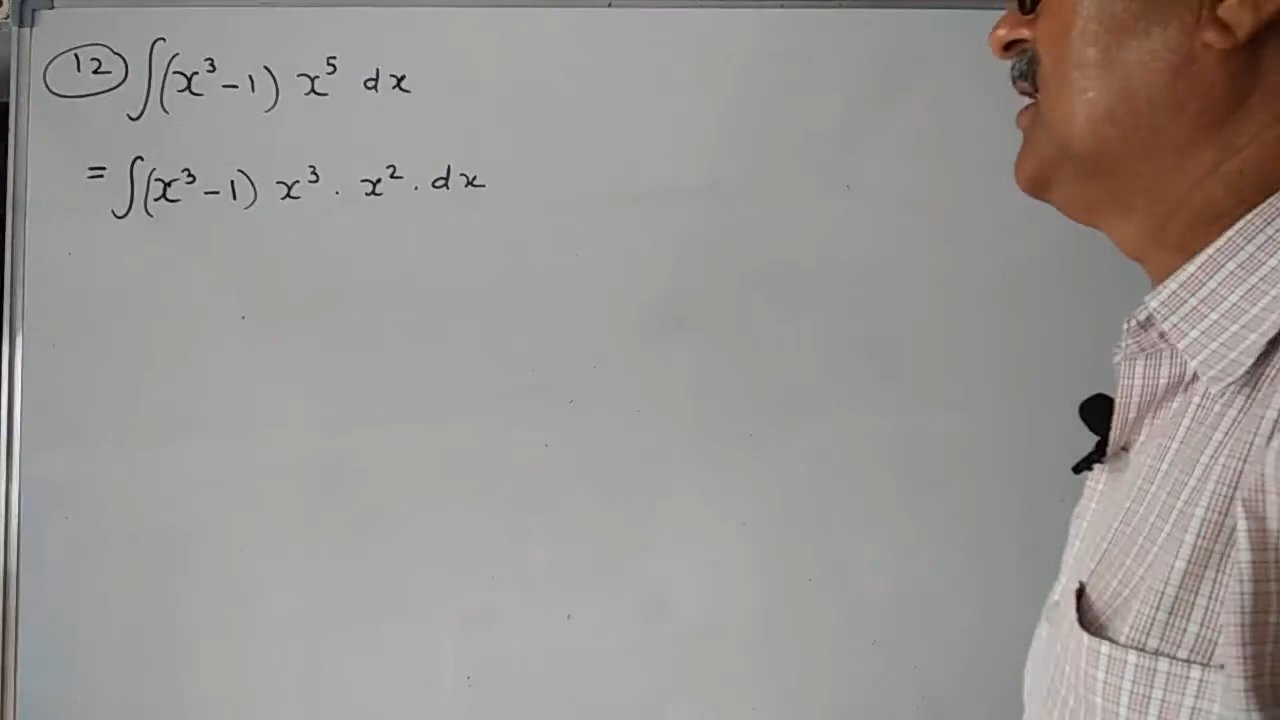 12 ∫(x³-1) x⁵ dx
= ∫(x³-1) x³ . x² . dx